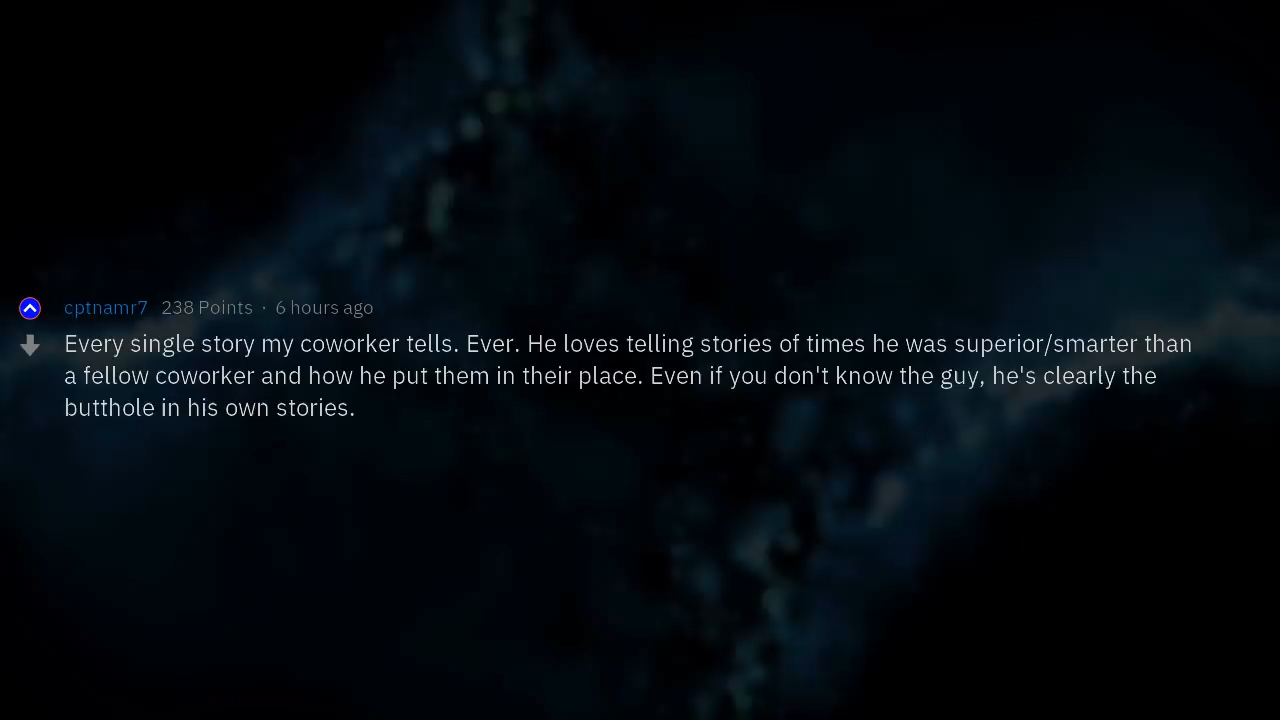 cptnamr7 238 Points · 6 hours ago
Every single story my coworker tells. Ever. He loves telling stories of times he was superior/smarter than
a fellow coworker and how he put them in their place. Even if you don't know the guy, he's clearly the
butthole in his own stories.